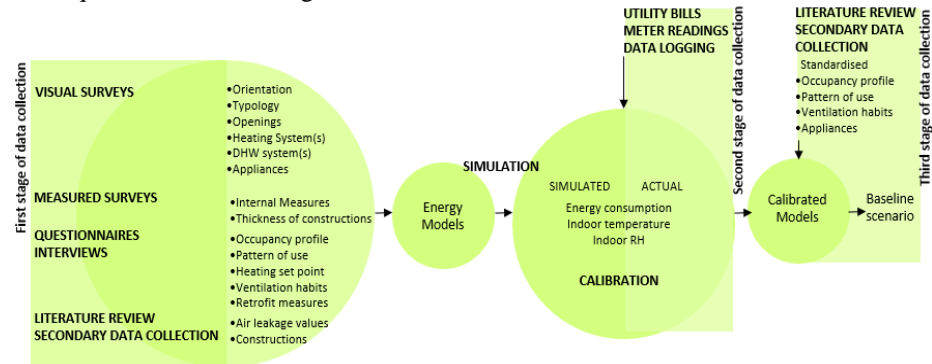 First stage of data collection
VISUAL SURVEYS
•Orientation
•Typology
•Openings
•Heating System(s)
•DHW system(s)
•Appliances
MEASURED SURVEYS
•Internal Measures
•Thickness of constructions
QUESTIONNAIRES
INTERVIEWS
•Occupancy profile
•Pattern of use
•Heating set point
•Ventilation habits
•Retrofit measures
LITERATURE REVIEW
SECONDARY DATA COLLECTION
•Air leakage values
•Constructions
Energy
Models
SIMULATION
UTILITY BILLS
METER READINGS
DATA LOGGING
SIMULATED ACTUAL
Energy consumption
Indoor temperature
Indoor RH
CALIBRATION
Second stage of data collection
LITERATURE REVIEW
SECONDARY DATA
COLLECTION
Standardised
•Occupancy profile
•Pattern of use
•Ventilation habits
•Appliances
Calibrated
Models
Baseline
scenario
Third stage of data collection